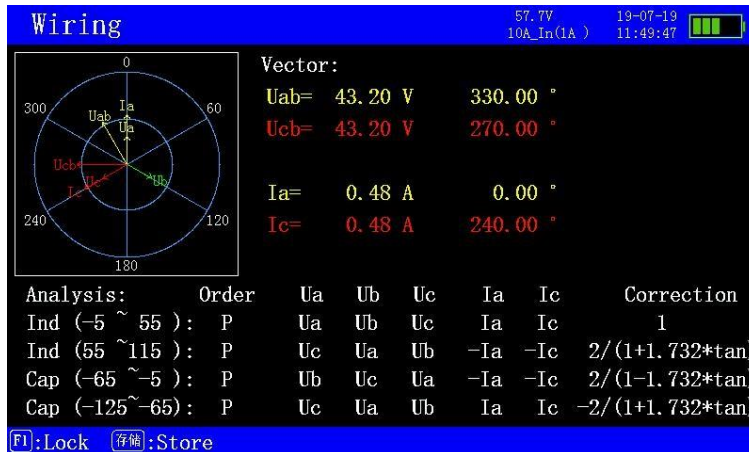 Wiring
57.7V
10A_In(1A )
19-07-19
11:49:47
0
60
120
180
240
300
Uab
Ia
Ua
Ucb
Uc
Ic
Ub
Vector:
Uab= 43.20 V 330.00 °
Ucb= 43.20 V 270.00 °
Ia= 0.48 A 0.00 °
Ic= 0.48 A 240.00 °
Analysis: Order Ua Ub Uc Ia Ic Correction
Ind (-5 ~ 55 ): P Ua Ub Uc Ia Ic 1
Ind (55 ~115 ): P Uc Ua Ub -Ia -Ic 2/(1+1.732*tan
Cap (-65 ~-5 ): P Ub Uc Ua -Ia -Ic 2/(1-1.732*tan
Cap (-125~-65): P Uc Ua Ub Ia Ic -2/(1+1.732*tan
F1:Lock 存储:Store